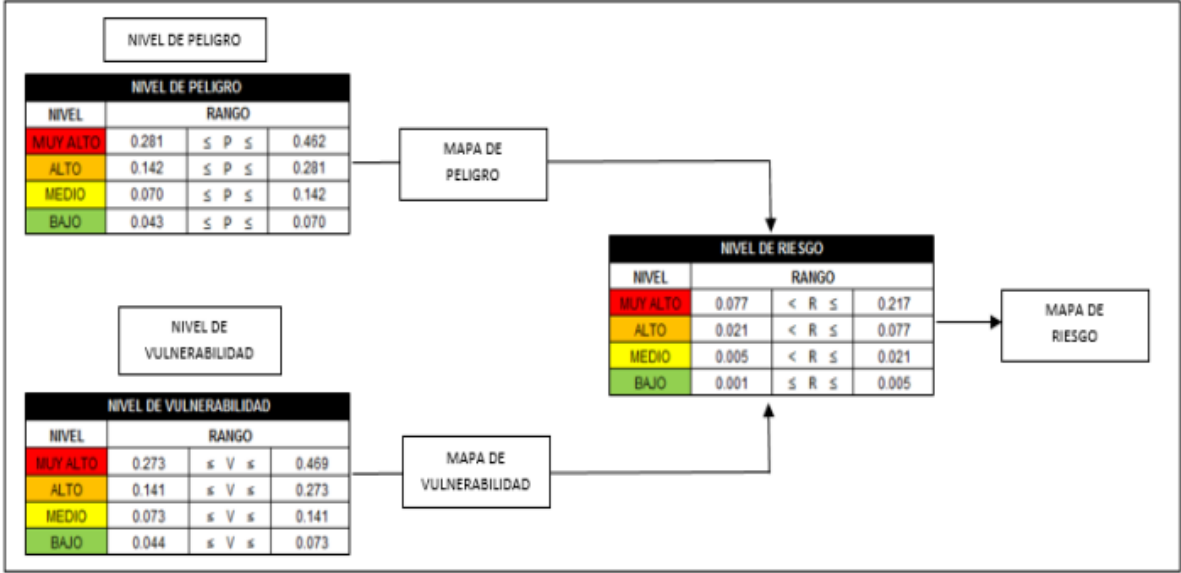 NIVEL DE PELIGRO
NIVEL DE PELIGRO
NIVEL RANGO
MUY ALTO 0.281 ≤ P ≤ 0.462
ALTO 0.142 ≤ P ≤ 0.281
MEDIO 0.070 ≤ P ≤ 0.142
BAJO 0.043 ≤ P ≤ 0.070
MAPA DE
PELIGRO
NIVEL DE RIESGO
NIVEL RANGO
MUY ALTO 0.077 < R ≤ 0.217
ALTO 0.021 < R ≤ 0.077
MEDIO 0.005 < R ≤ 0.021
BAJO 0.001 ≤ R ≤ 0.005
MAPA DE
RIESGO
NIVEL DE
VULNERABILIDAD
NIVEL DE VULNERABILIDAD
NIVEL RANGO
MUY ALTO 0.273 ≤ V ≤ 0.469
ALTO 0.141 ≤ V ≤ 0.273
MEDIO 0.073 ≤ V ≤ 0.141
BAJO 0.044 ≤ V ≤ 0.073
MAPA DE
VULNERABILIDAD